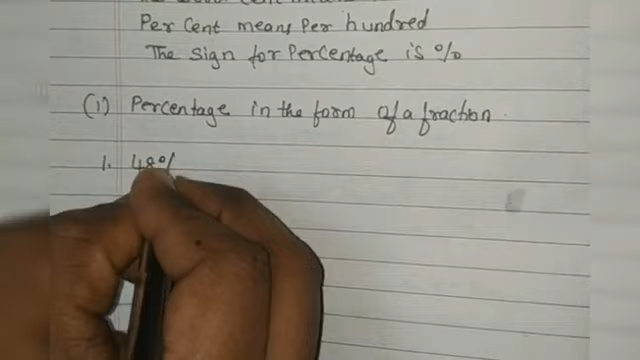 Per Cent means Per hundred
The sign for Percentage is %
(1) Percentage in the form of a fraction.
1. 48%